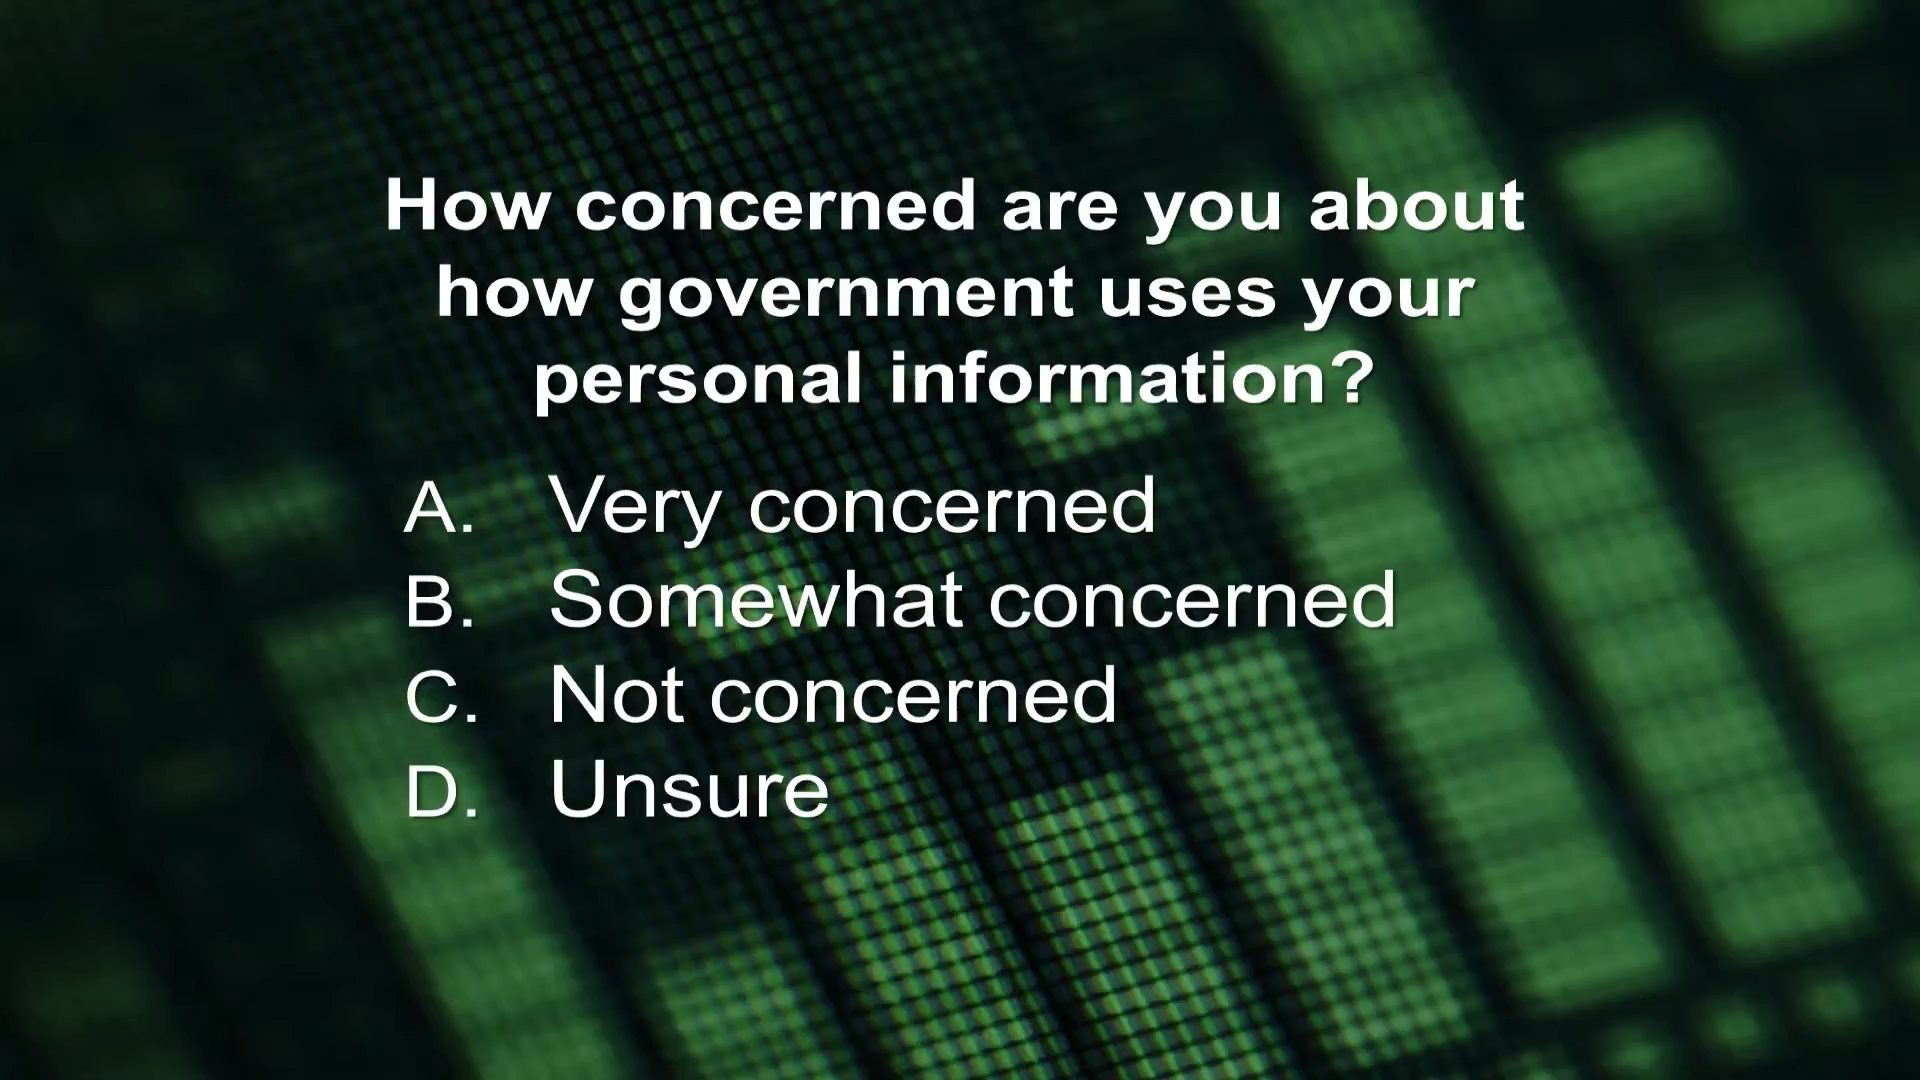 How concerned are you about
how government uses your
personal information?
A. Very concerned
B. Somewhat concerned
C. Not concerned
D. Unsure